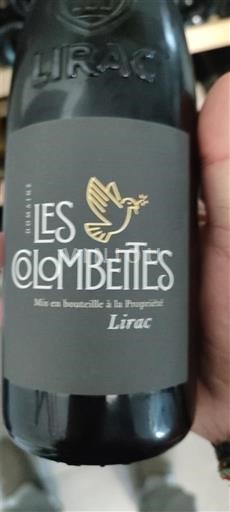 LIRAC
DOMAINE
LES
COLOMBETTES
Mis en bouteille à la Propriété
Lirac